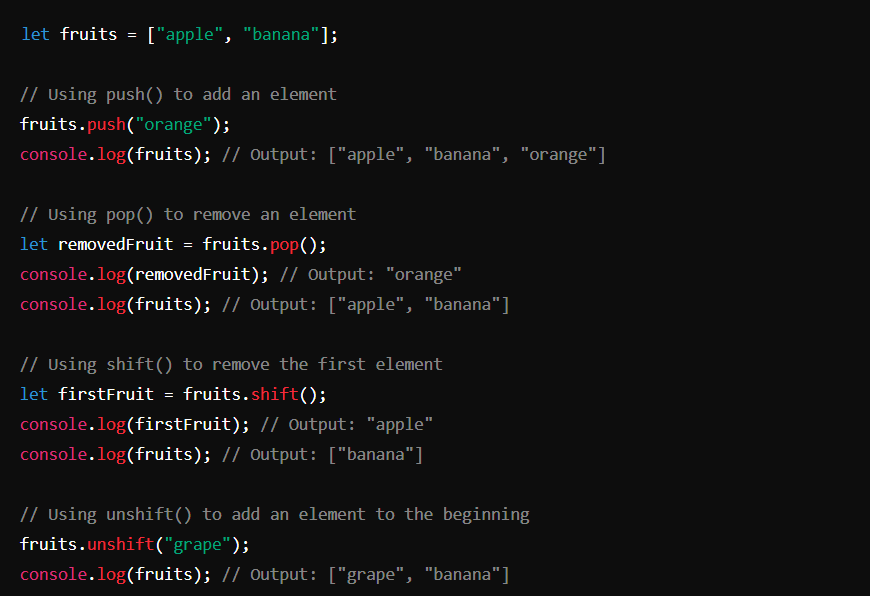 let fruits = ["apple", "banana"];
// Using push() to add an element
fruits.push("orange");
console.log(fruits); // Output: ["apple", "banana", "orange"]
// Using pop() to remove an element
let removedFruit = fruits.pop();
console.log(removedFruit); // Output: "orange"
console.log(fruits); // Output: ["apple", "banana"]
// Using shift() to remove the first element
let firstFruit = fruits.shift();
console.log(firstFruit); // Output: "apple"
console.log(fruits); // Output: ["banana"]
// Using unshift() to add an element to the beginning
fruits.unshift("grape");
console.log(fruits); // Output: ["grape", "banana"]